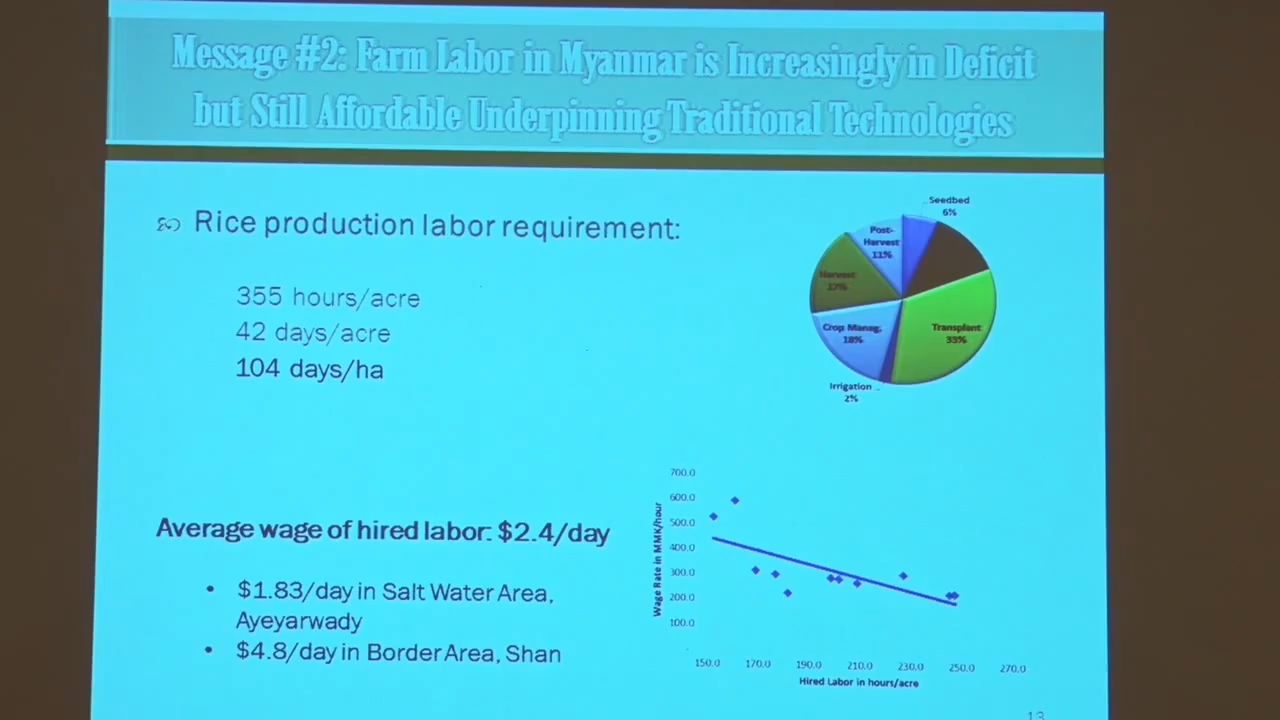 Message #2: Farm Labor in Myanmar is Increasingly in Deficit
but Still Affordable Underpinning Traditional Technologies
Rice production labor requirement:
355 hours/acre
42 days/acre
104 days/ha
Seedbed
6%
Post-
Harvest
11%
Harvest
17%
Crop Manag.
18%
Transplant
33%
Irrigation
2%
Average wage of hired labor: $2.4/day
• $1.83/day in Salt Water Area,
Ayeyarwady
• $4.8/day in Border Area, Shan
Wage Rate in MMK/hour
700.0
600.0
500.0
400.0
300.0
200.0
100.0
150.0 170.0 190.0 210.0 230.0 250.0 270.0
Hired Labor in hours/acre
13